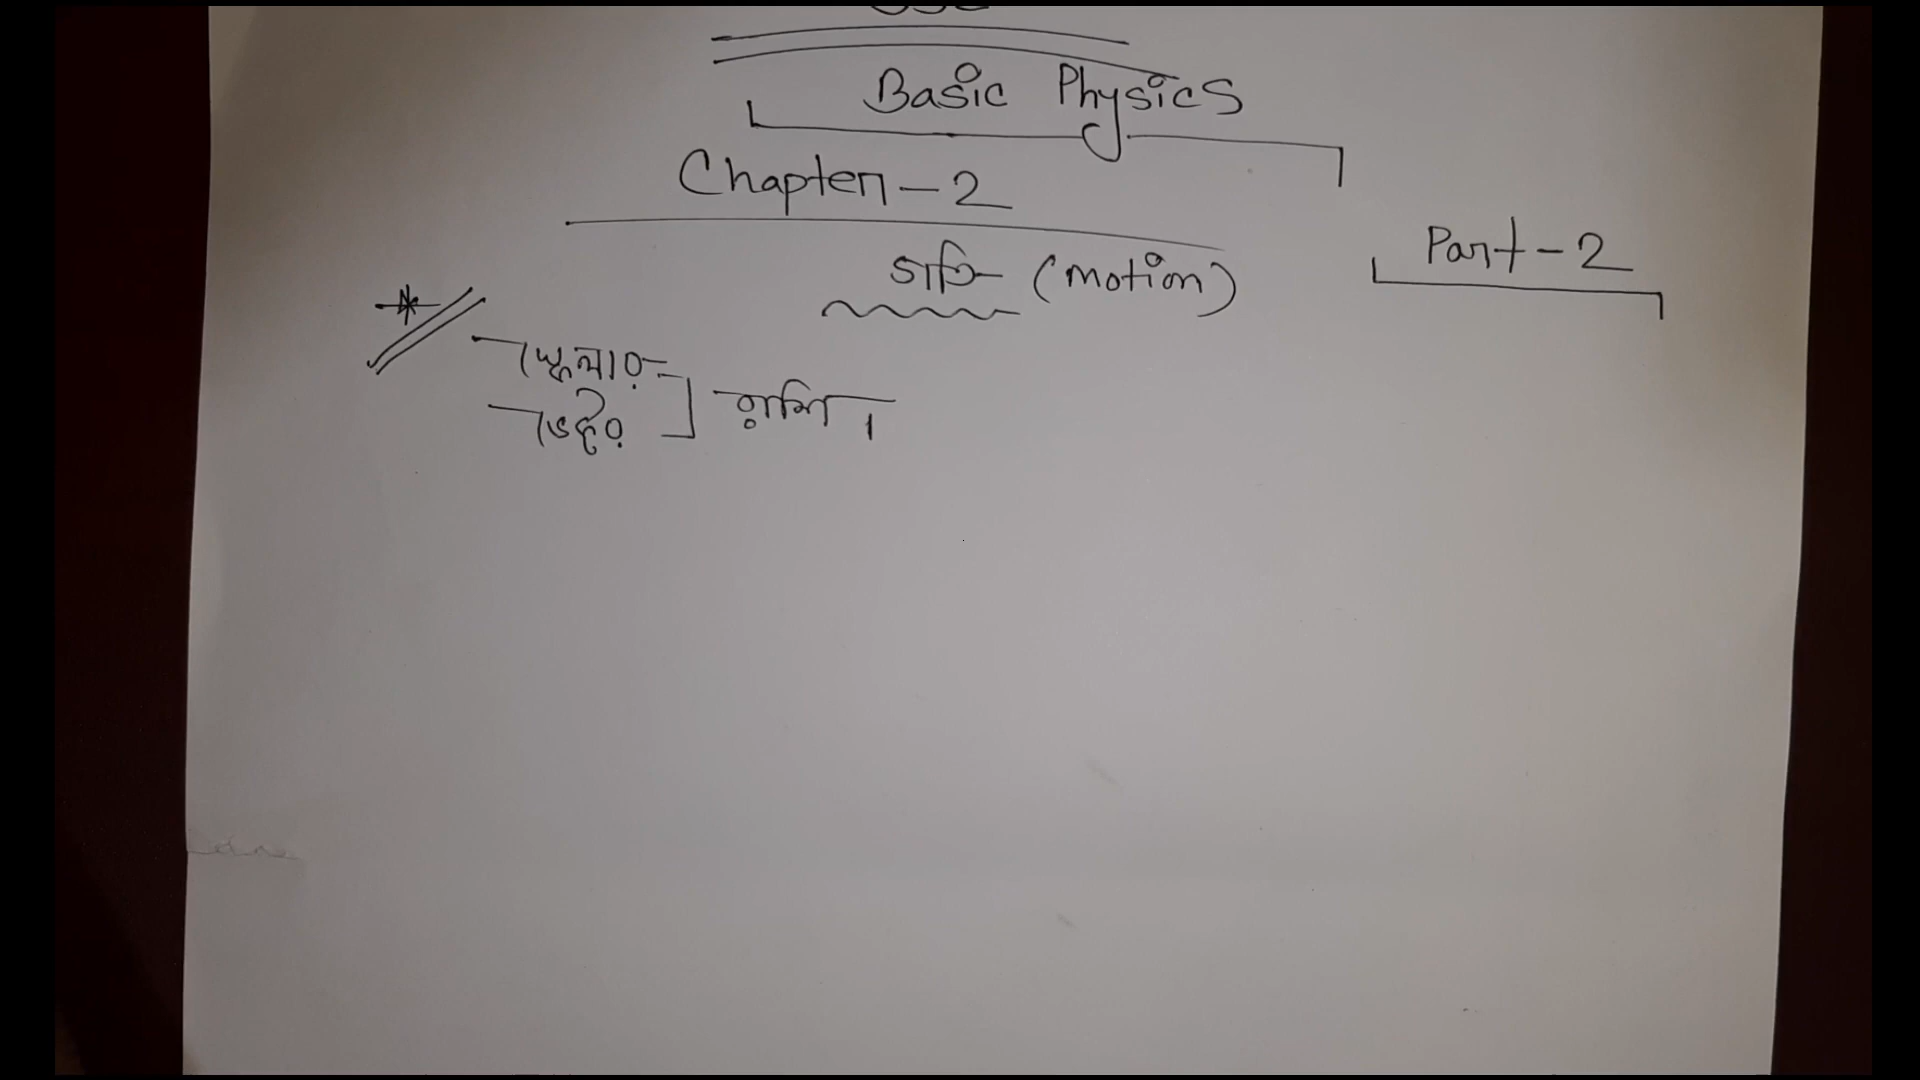 Basic Physics
Chapter-2
Part-2
গতি (Motion)
* স্কেলার
ভেক্টর ] রাশি।